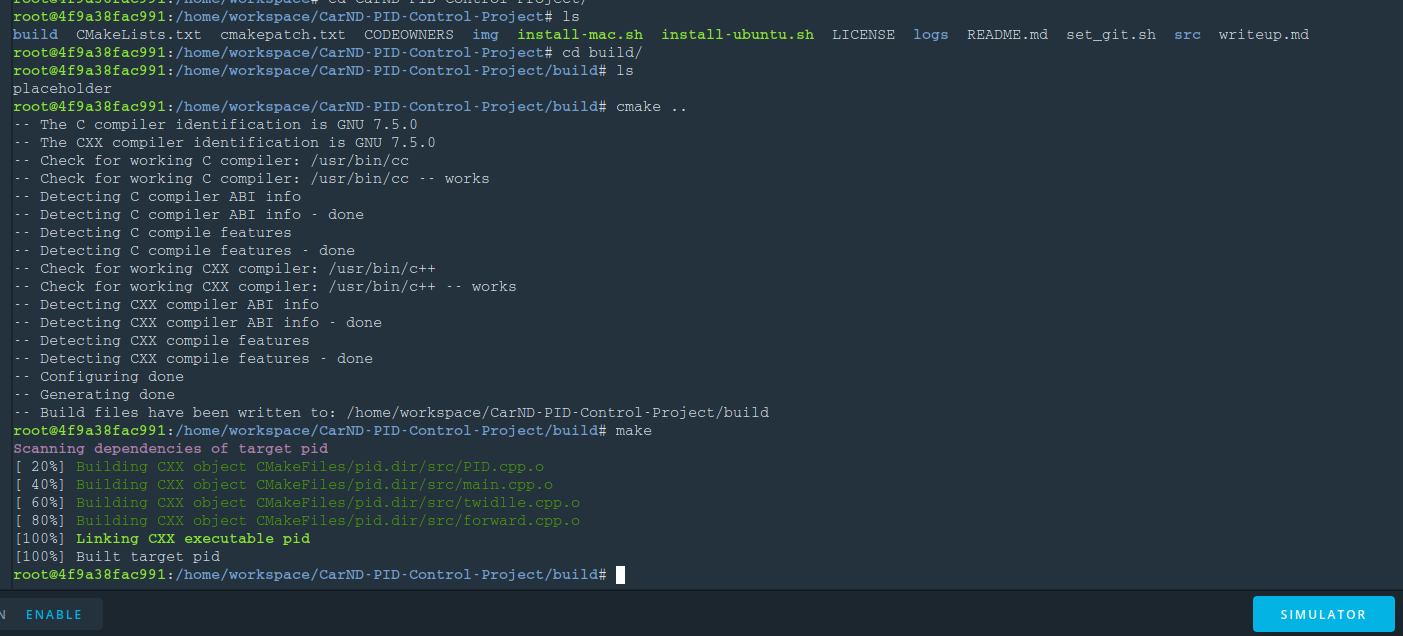 root@4f9a38fac991:/home/workspace# cd CarND-PID-Control-Project/
root@4f9a38fac991:/home/workspace/CarND-PID-Control-Project# ls
build  CMakeLists.txt  cmakepatch.txt  CODEOWNERS  img  install-mac.sh  install-ubuntu.sh  LICENSE  logs  README.md  set_git.sh  src  writeup.md
root@4f9a38fac991:/home/workspace/CarND-PID-Control-Project# cd build/
root@4f9a38fac991:/home/workspace/CarND-PID-Control-Project/build# ls
placeholder
root@4f9a38fac991:/home/workspace/CarND-PID-Control-Project/build# cmake ..
-- The C compiler identification is GNU 7.5.0
-- The CXX compiler identification is GNU 7.5.0
-- Check for working C compiler: /usr/bin/cc
-- Check for working C compiler: /usr/bin/cc -- works
-- Detecting C compiler ABI info
-- Detecting C compiler ABI info - done
-- Detecting C compile features
-- Detecting C compile features - done
-- Check for working CXX compiler: /usr/bin/c++
-- Check for working CXX compiler: /usr/bin/c++ -- works
-- Detecting CXX compiler ABI info
-- Detecting CXX compiler ABI info - done
-- Detecting CXX compile features
-- Detecting CXX compile features - done
-- Configuring done
-- Generating done
-- Build files have been written to: /home/workspace/CarND-PID-Control-Project/build
root@4f9a38fac991:/home/workspace/CarND-PID-Control-Project/build# make
Scanning dependencies of target pid
[ 20%] Building CXX object CMakeFiles/pid.dir/src/PID.cpp.o
[ 40%] Building CXX object CMakeFiles/pid.dir/src/main.cpp.o
[ 60%] Building CXX object CMakeFiles/pid.dir/src/twidlle.cpp.o
[ 80%] Building CXX object CMakeFiles/pid.dir/src/forward.cpp.o
[100%] Linking CXX executable pid
[100%] Built target pid
root@4f9a38fac991:/home/workspace/CarND-PID-Control-Project/build#
N ENABLE
SIMULATOR